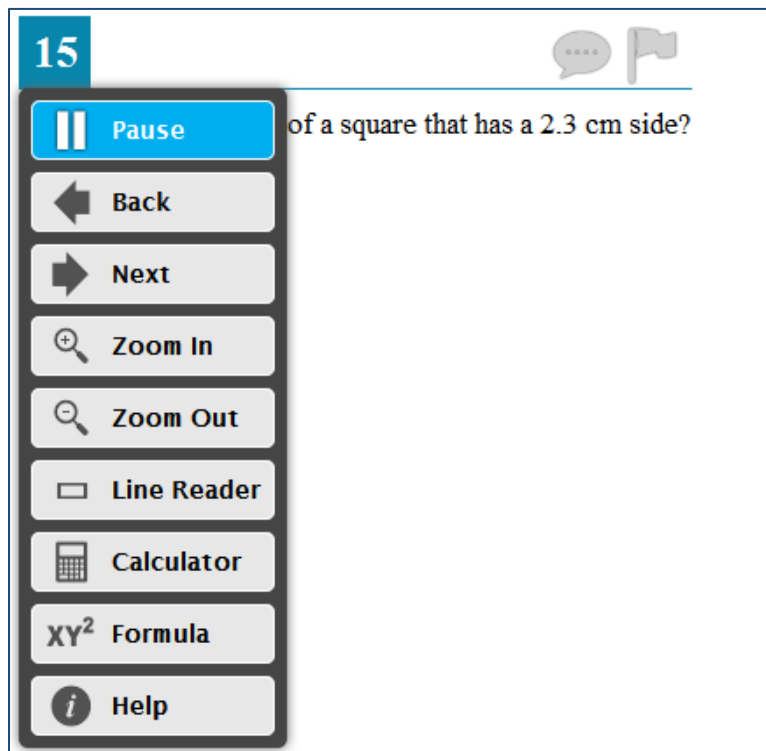 15
of a square that has a 2.3 cm side?
Pause
Back
Next
Zoom In
Zoom Out
Line Reader
Calculator
XY² Formula
Help